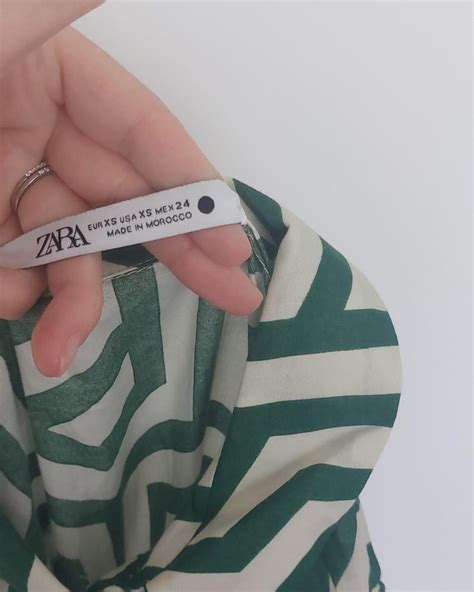 ZARA
EUR XS USA XS MEX 24
MADE IN MOROCCO